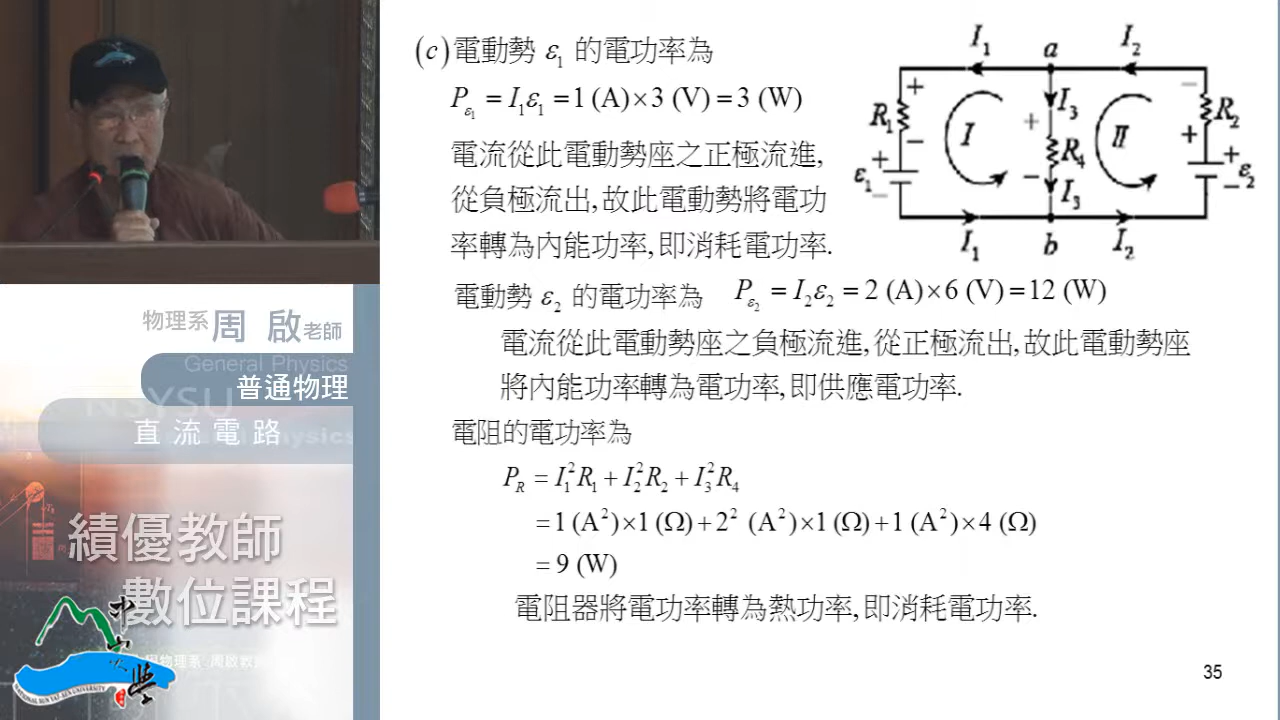 (c) 電動勢 ε₁ 的電功率為
P_ε₁ = I₁ε₁ = 1 (A)×3 (V) = 3 (W)
電流從此電動勢座之正極流進,
從負極流出,故此電動勢將電功
率轉為內能功率,即消耗電功率.
電動勢 ε₂ 的電功率為 P_ε₂ = I₂ε₂ = 2 (A)×6 (V) = 12 (W)
電流從此電動勢座之負極流進,從正極流出,故此電動勢座
將內能功率轉為電功率,即供應電功率.
電阻的電功率為
P_R = I₁²R₁ + I₂²R₂ + I₃²R₄
= 1 (A²)×1 (Ω) + 2² (A²)×1 (Ω) + 1 (A²)×4 (Ω)
= 9 (W)
電阻器將電功率轉為熱功率,即消耗電功率.
35
I₁ a I₂
+ −
R₁ I₃ R₂
I + II
− R₄ +
ε₁ + − + ε₂
− I₃ −
I₁ b I₂
物理系 周 啟 老師
General Physics
普通物理
NSYSU
直流電路
績優教師
數位課程
NATIONAL SUN YAT-SEN UNIVERSITY